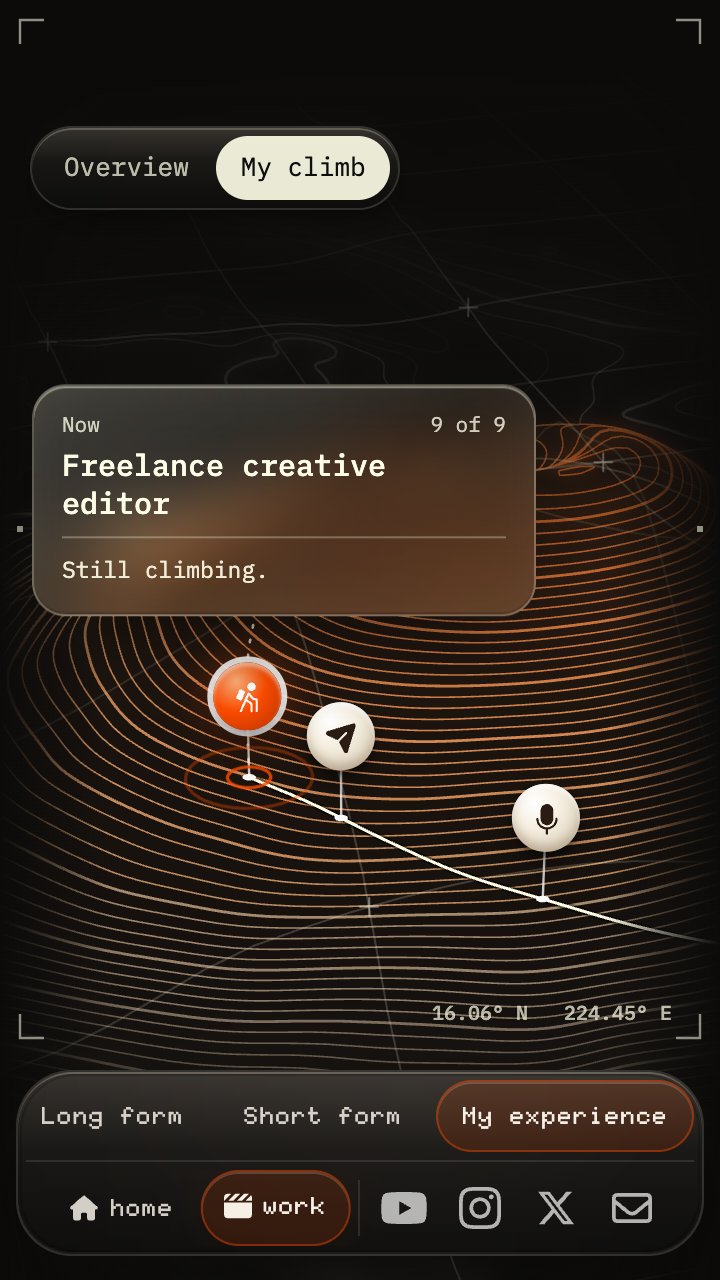 Overview My climb
Now 9 of 9
Freelance creative
editor
Still climbing.
16.06° N 224.45° E
Long form Short form My experience
home work